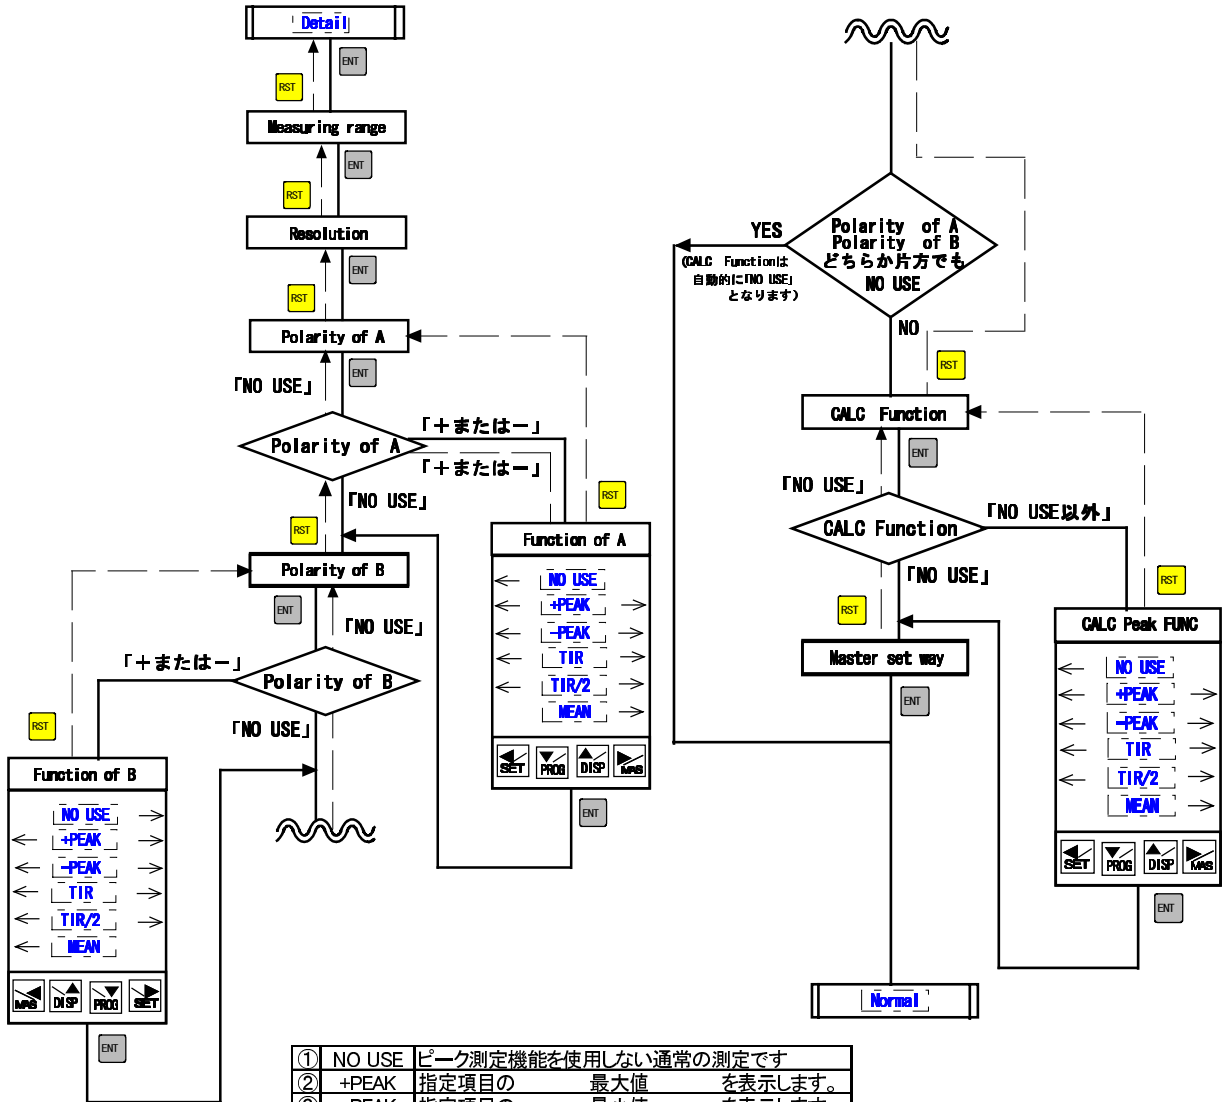 Detail
ENT
RST
Measuring range
ENT
RST
Resolution
ENT
RST
Polarity of A
ENT
「NO USE」
Polarity of A
「+または-」
「+または-」
「NO USE」
RST
RST
Polarity of B
ENT
「NO USE」
「+または-」
Polarity of B
「NO USE」
RST
Function of B
NO USE
+PEAK
-PEAK
TIR
TIR/2
MEAN
MAS
DISP
PROG
SET
ENT
Function of A
NO USE
+PEAK
-PEAK
TIR
TIR/2
MEAN
SET
PROG
DISP
MAS
ENT
YES
(CALC Functionは
自動的に「NO USE」
となります)
Polarity of A
Polarity of B
どちらか片方でも
NO USE
NO
RST
CALC Function
ENT
「NO USE」
CALC Function
「NO USE以外」
「NO USE」
RST
RST
Master set way
ENT
CALC Peak FUNC
NO USE
+PEAK
-PEAK
TIR
TIR/2
MEAN
SET
PROG
DISP
MAS
ENT
Normal
① NO USE ピーク測定機能を使用しない通常の測定です
② +PEAK 指定項目の 最大値 を表示します。